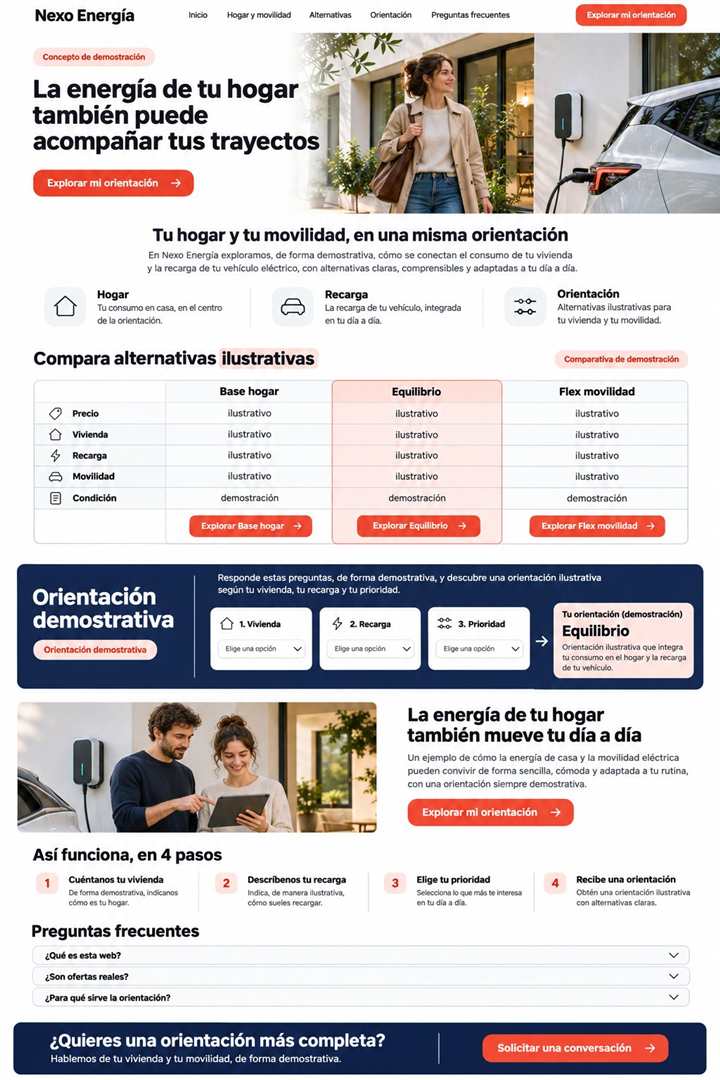 Nexo Energía
Inicio
Hogar y movilidad
Alternativas
Orientación
Preguntas frecuentes
Explorar mi orientación
Concepto de demostración
La energía de tu hogar
también puede
acompañar tus trayectos
Explorar mi orientación →
Tu hogar y tu movilidad, en una misma orientación
En Nexo Energía exploramos, de forma demostrativa, cómo se conectan el consumo de tu vivienda
y la recarga de tu vehículo eléctrico, con alternativas claras, comprensibles y adaptadas a tu día a día.
Hogar
Tu consumo en casa, en el centro
de la orientación.
Recarga
La recarga de tu vehículo, integrada
en tu día a día.
Orientación
Alternativas ilustrativas para
tu vivienda y tu movilidad.
Compara alternativas ilustrativas
Comparativa de demostración
Base hogar Equilibrio Flex movilidad
Precio ilustrativo ilustrativo ilustrativo
Vivienda ilustrativo ilustrativo ilustrativo
Recarga ilustrativo ilustrativo ilustrativo
Movilidad ilustrativo ilustrativo ilustrativo
Condición demostración demostración demostración
Explorar Base hogar → Explorar Equilibrio → Explorar Flex movilidad →
Orientación
demostrativa
Orientación demostrativa
Responde estas preguntas, de forma demostrativa, y descubre una orientación ilustrativa
según tu vivienda, tu recarga y tu prioridad.
1. Vivienda
Elige una opción
2. Recarga
Elige una opción
3. Prioridad
Elige una opción
→
Tu orientación (demostración)
Equilibrio
Orientación ilustrativa que integra
tu consumo en el hogar y la recarga
de tu vehículo.
La energía de tu hogar
también mueve tu día a día
Un ejemplo de cómo la energía de casa y la movilidad eléctrica
pueden convivir de forma sencilla, cómoda y adaptada a tu rutina,
con una orientación siempre demostrativa.
Explorar mi orientación →
Así funciona, en 4 pasos
1
Cuéntanos tu vivienda
De forma demostrativa, indícanos
cómo es tu hogar.
2
Descríbenos tu recarga
Indica, de manera ilustrativa,
cómo sueles recargar.
3
Elige tu prioridad
Selecciona lo que más te interesa
en tu día a día.
4
Recibe una orientación
Obtén una orientación ilustrativa
con alternativas claras.
Preguntas frecuentes
¿Qué es esta web?
¿Son ofertas reales?
¿Para qué sirve la orientación?
¿Quieres una orientación más completa?
Hablemos de tu vivienda y tu movilidad, de forma demostrativa.
Solicitar una conversación →